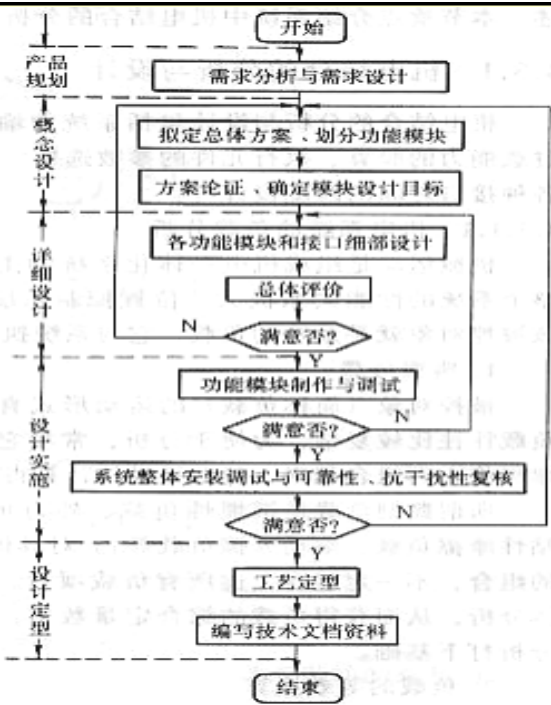 开始
产品
规划
需求分析与需求设计
概念设计
拟定总体方案、划分功能模块
方案论证、确定模块设计目标
详细设计
各功能模块和接口细部设计
总体评价
N
满意否?
Y
设计实施
功能模块制作与调试
满意否?
N
Y
系统整体安装调试与可靠性、抗干扰性复核
满意否?
N
Y
设计定型
工艺定型
编写技术文档资料
结束